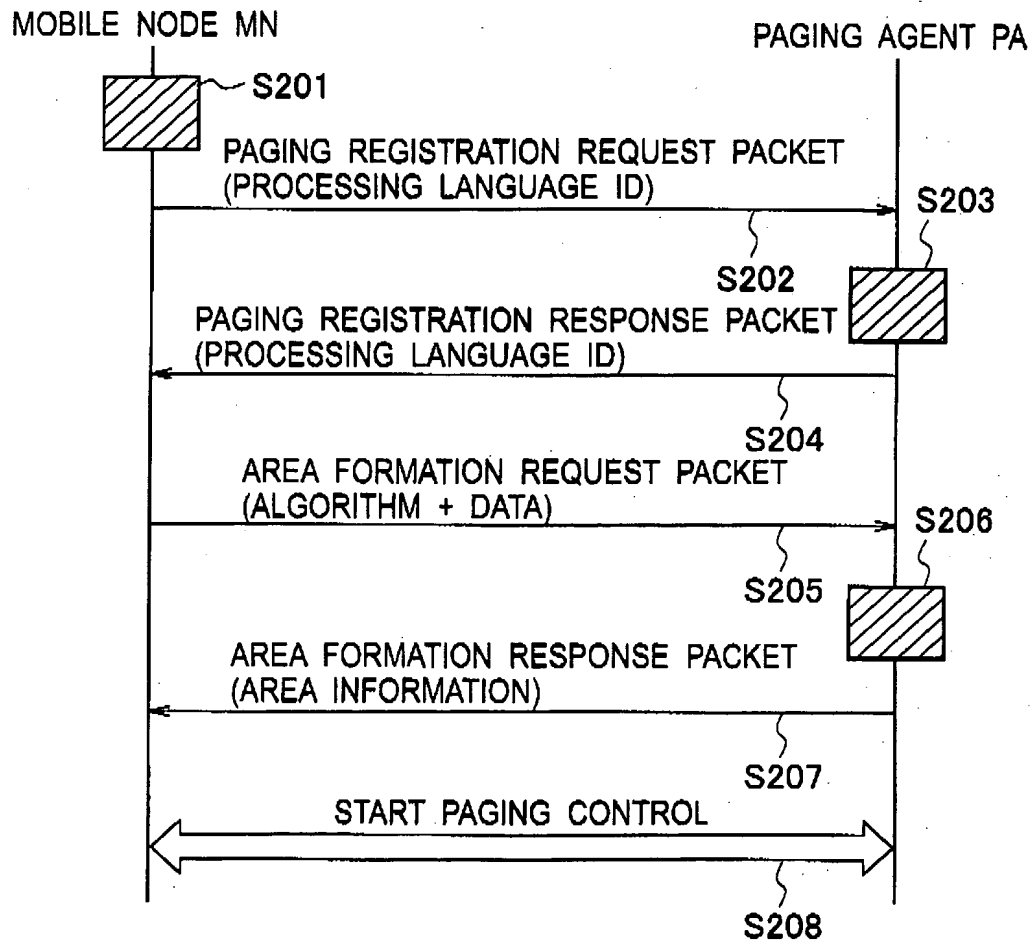 MOBILE NODE MN
PAGING AGENT PA
S201
PAGING REGISTRATION REQUEST PACKET
(PROCESSING LANGUAGE ID)
S203
S202
PAGING REGISTRATION RESPONSE PACKET
(PROCESSING LANGUAGE ID)
S204
AREA FORMATION REQUEST PACKET
(ALGORITHM + DATA)
S206
S205
AREA FORMATION RESPONSE PACKET
(AREA INFORMATION)
S207
START PAGING CONTROL
S208